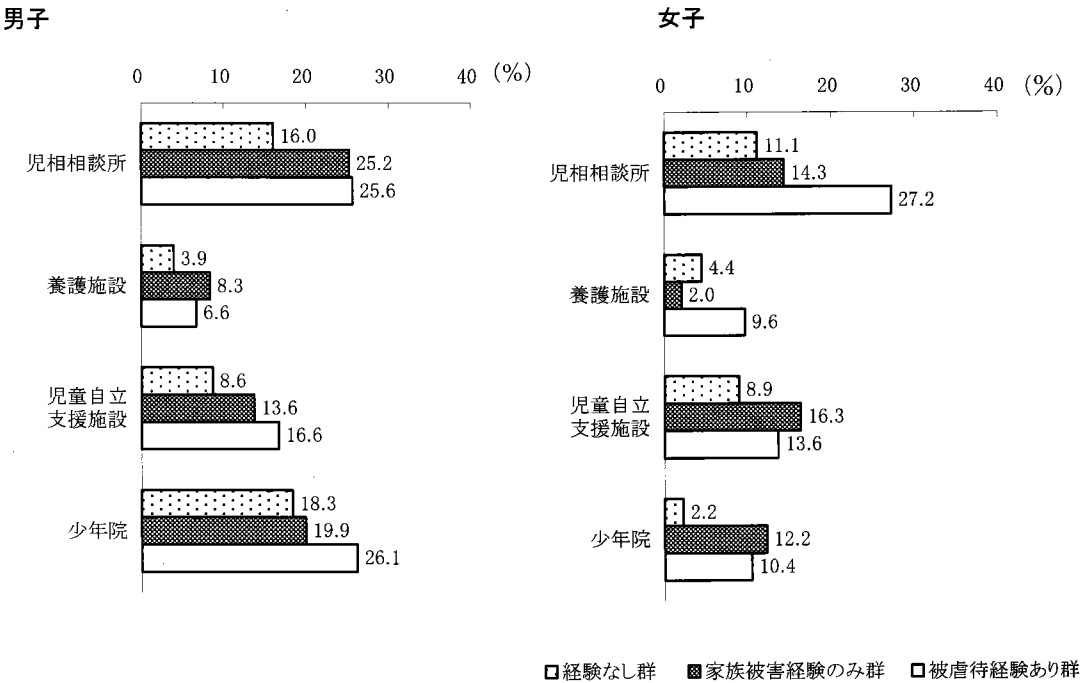 男子
0 10 20 30 40 (%)
児相相談所
16.0
25.2
25.6
養護施設
3.9
8.3
6.6
児童自立
支援施設
8.6
13.6
16.6
少年院
18.3
19.9
26.1
女子
0 10 20 30 40 (%)
児相相談所
11.1
14.3
27.2
養護施設
4.4
2.0
9.6
児童自立
支援施設
8.9
16.3
13.6
少年院
2.2
12.2
10.4
経験なし群 家族被害経験のみ群 被虐待経験あり群